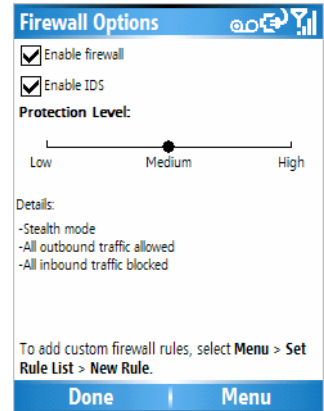 Firewall Options
Enable firewall
Enable IDS
Protection Level:
Low Medium High
Details:
-Stealth mode
-All outbound traffic allowed
-All inbound traffic blocked
To add custom firewall rules, select Menu > Set
Rule List > New Rule.
Done Menu